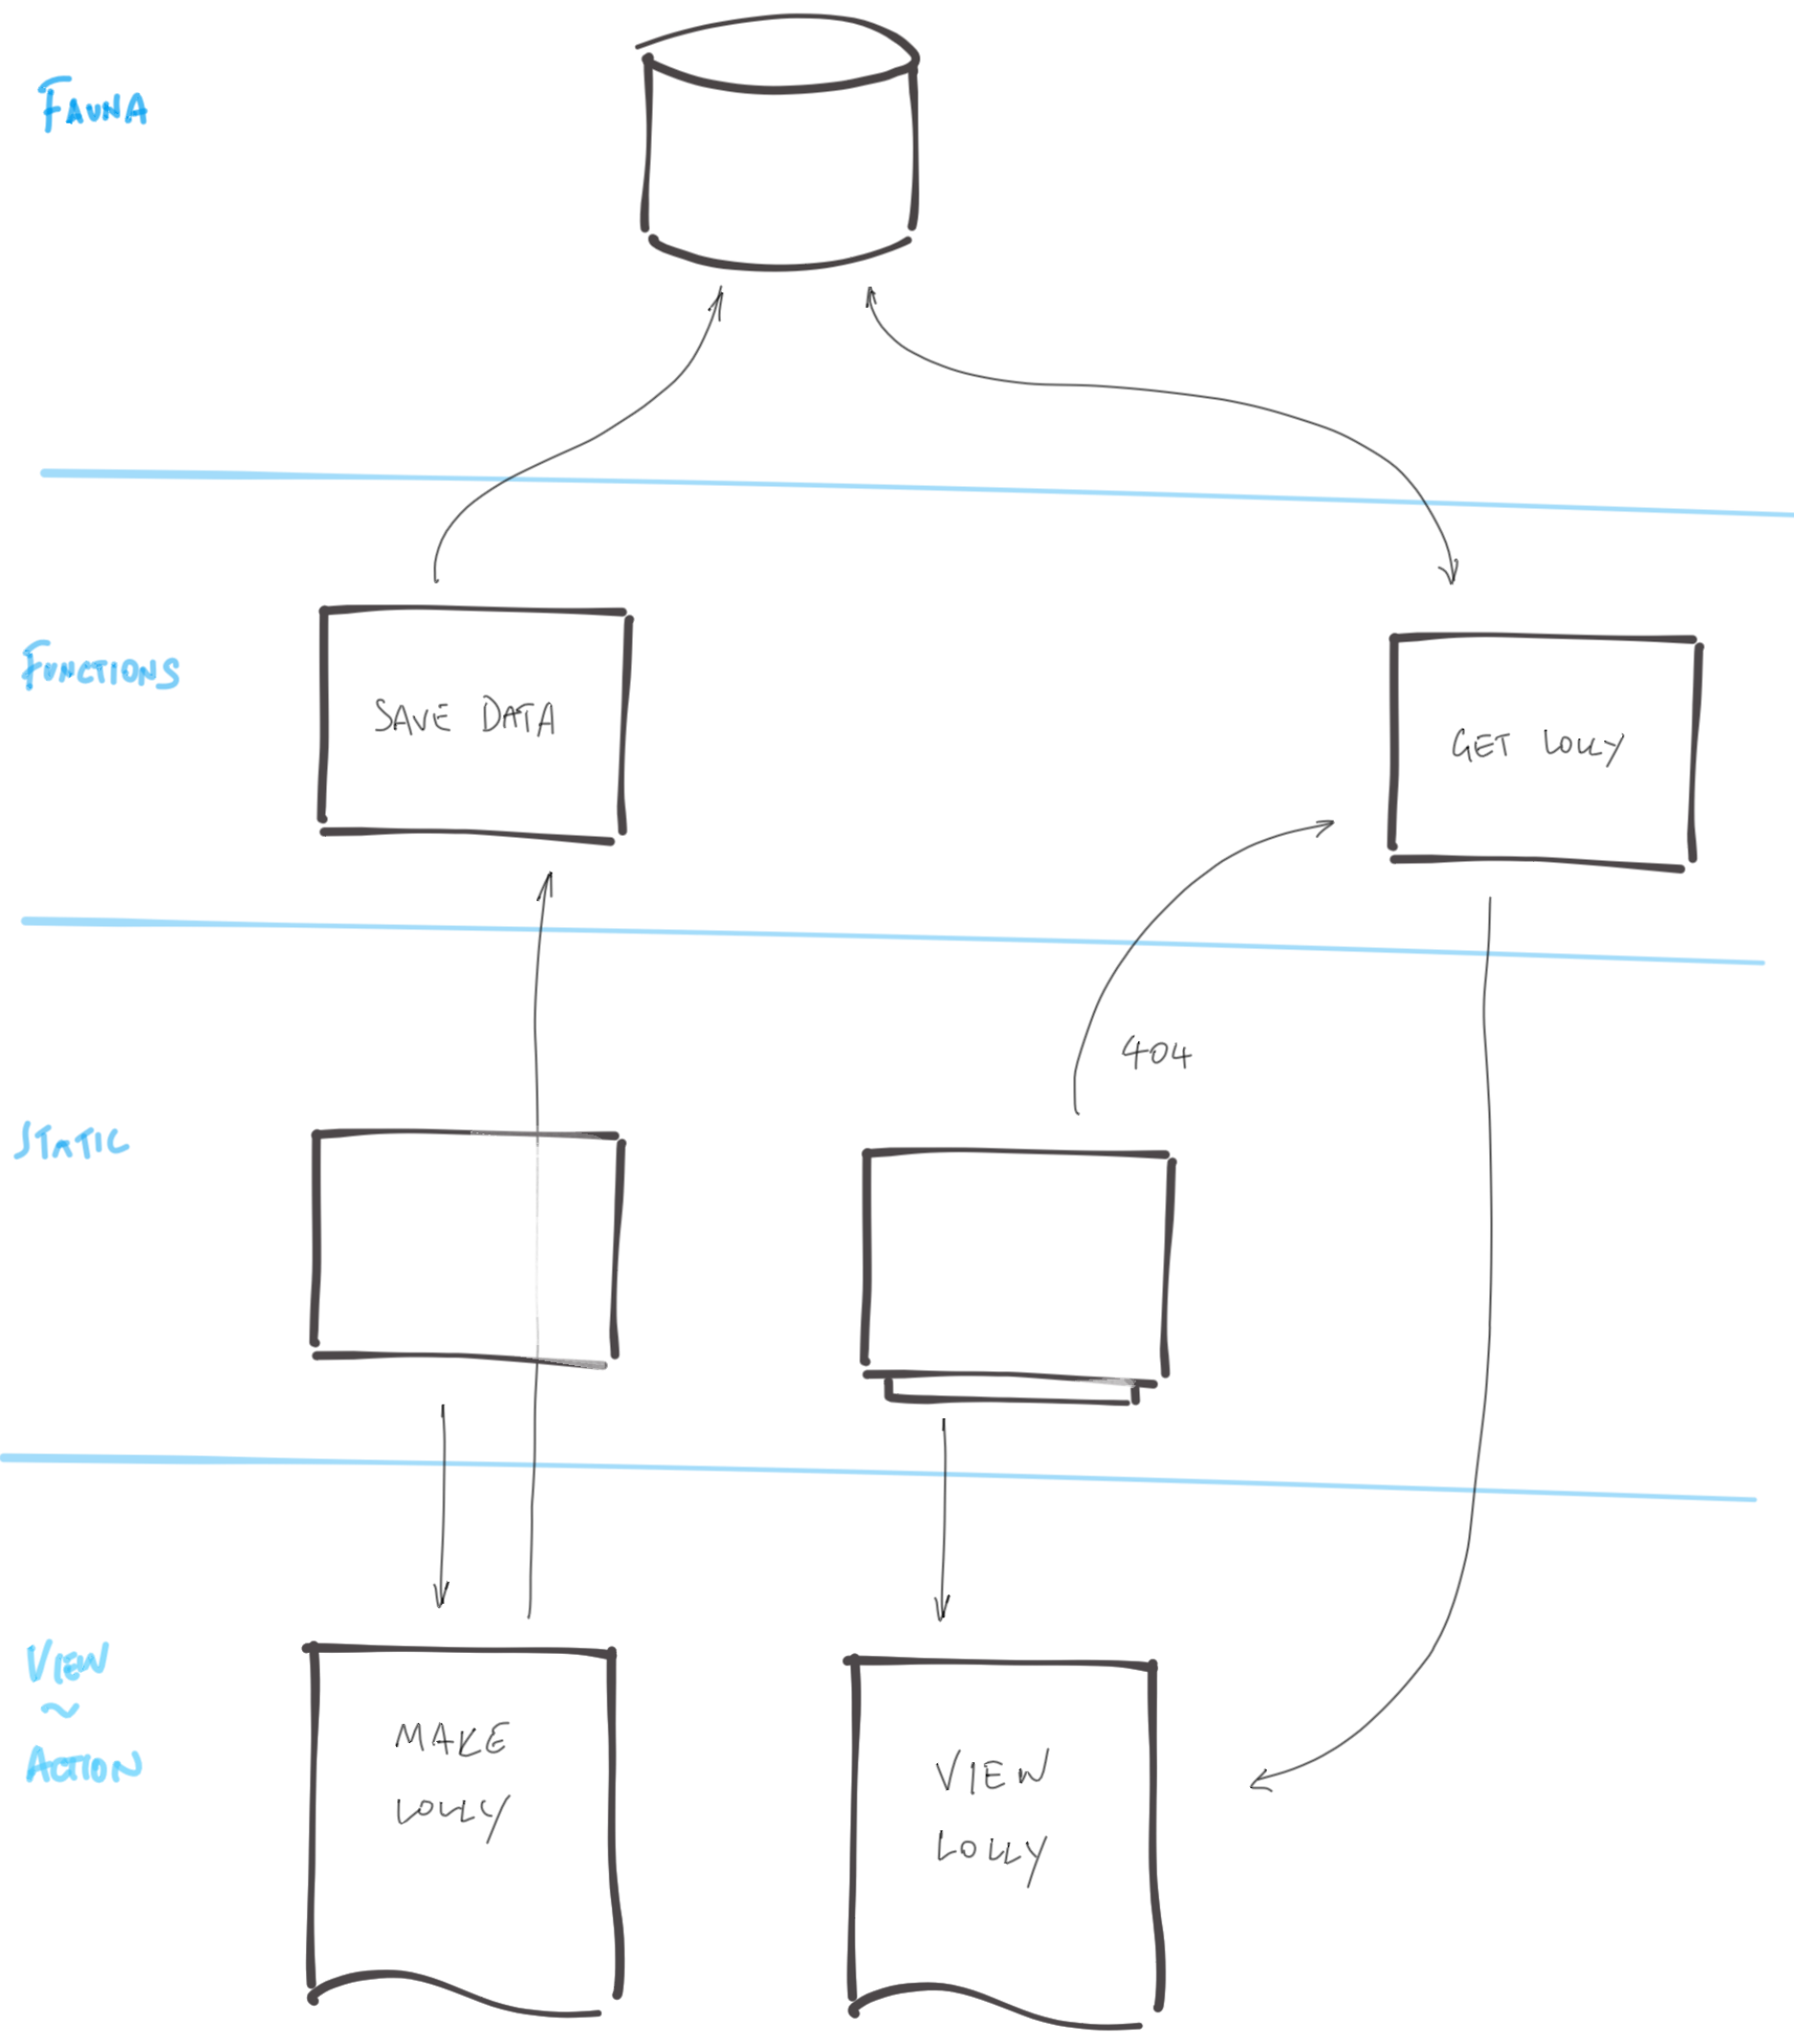 FAUNA
FUNCTIONS
SAVE DATA
GET LOLLY
404
STATIC
VIEW
~
ACTION
MAKE
LOLLY
VIEW
LOLLY